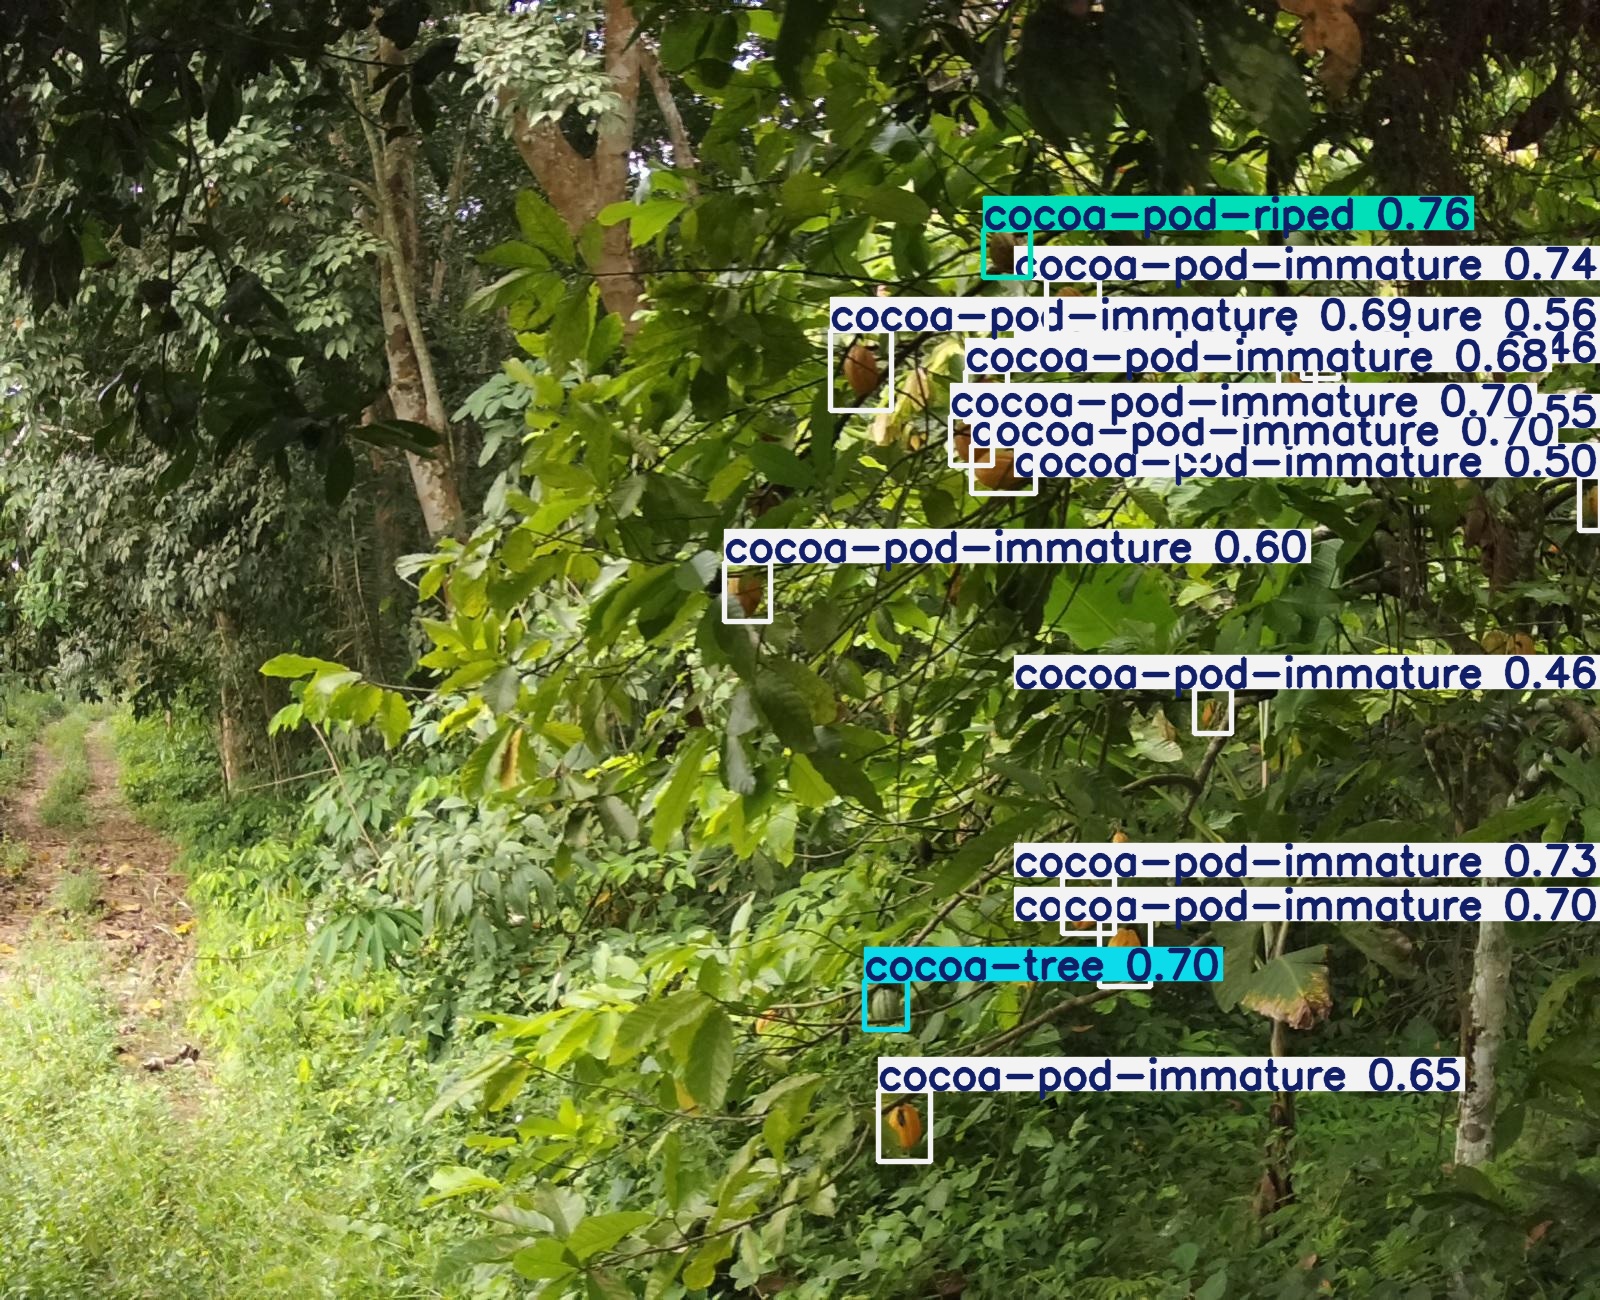 cocoa-pod-riped 0.76
cocoa-pod-immature 0.74
cocoa-pod-immature 0.69ure 0.56
cocoa-pod-immature 0.6846
cocoa-pod-immature 0.70
55
cocoa-pod-immature 0.70
cocoa-pod-immature 0.50
cocoa-pod-immature 0.60
cocoa-pod-immature 0.46
cocoa-pod-immature 0.73
cocoa-pod-immature 0.70
cocoa-tree 0.70
cocoa-pod-immature 0.65